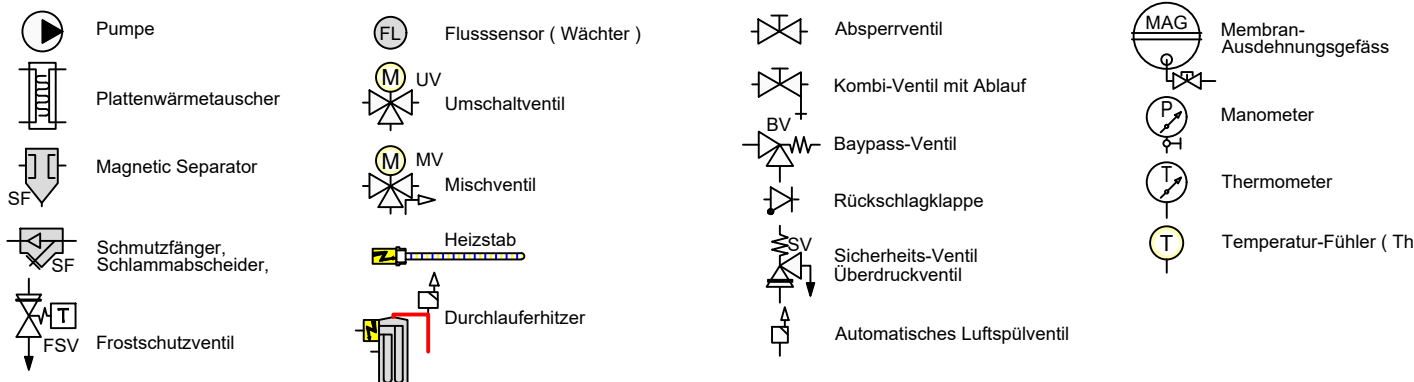 Pumpe
Plattenwärmetauscher
Magnetic Separator
SF
Schmutzfänger,
Schlammabscheider,
SF
T
FSV
Frostschutzventil
FL
Flusssensor ( Wächter )
M
UV
Umschaltventil
M
MV
Mischventil
Heizstab
Durchlauferhitzer
Absperrventil
Kombi-Ventil mit Ablauf
BV
Baypass-Ventil
Rückschlagklappe
SV
Sicherheits-Ventil
Überdruckventil
Automatisches Luftspülventil
MAG
Membran-
Ausdehnungsgefäss
P
Manometer
T
Thermometer
T
Temperatur-Fühler ( Th